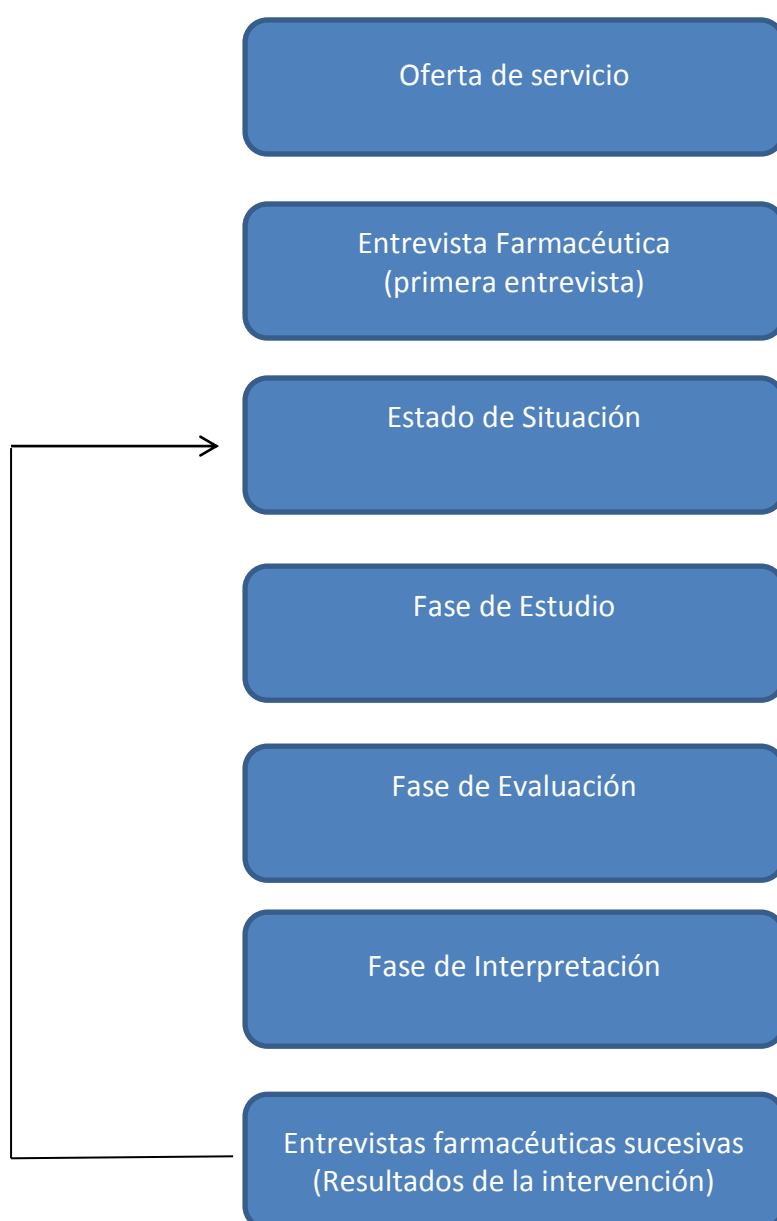 Oferta de servicio
Entrevista Farmacéutica
(primera entrevista)
Estado de Situación
Fase de Estudio
Fase de Evaluación
Fase de Interpretación
Entrevistas farmacéuticas sucesivas
(Resultados de la intervención)